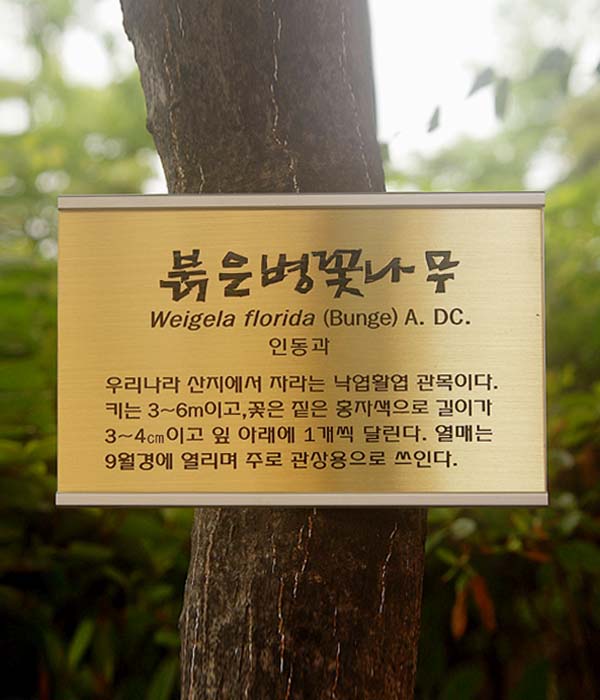 붉은병꽃나무
Weigela florida (Bunge) A. DC.
인동과
우리나라 산지에서 자라는 낙엽활엽 관목이다.
키는 3~6m이고,꽃은 짙은 홍자색으로 길이가
3~4㎝이고 잎 아래에 1개씩 달린다. 열매는
9월경에 열리며 주로 관상용으로 쓰인다.